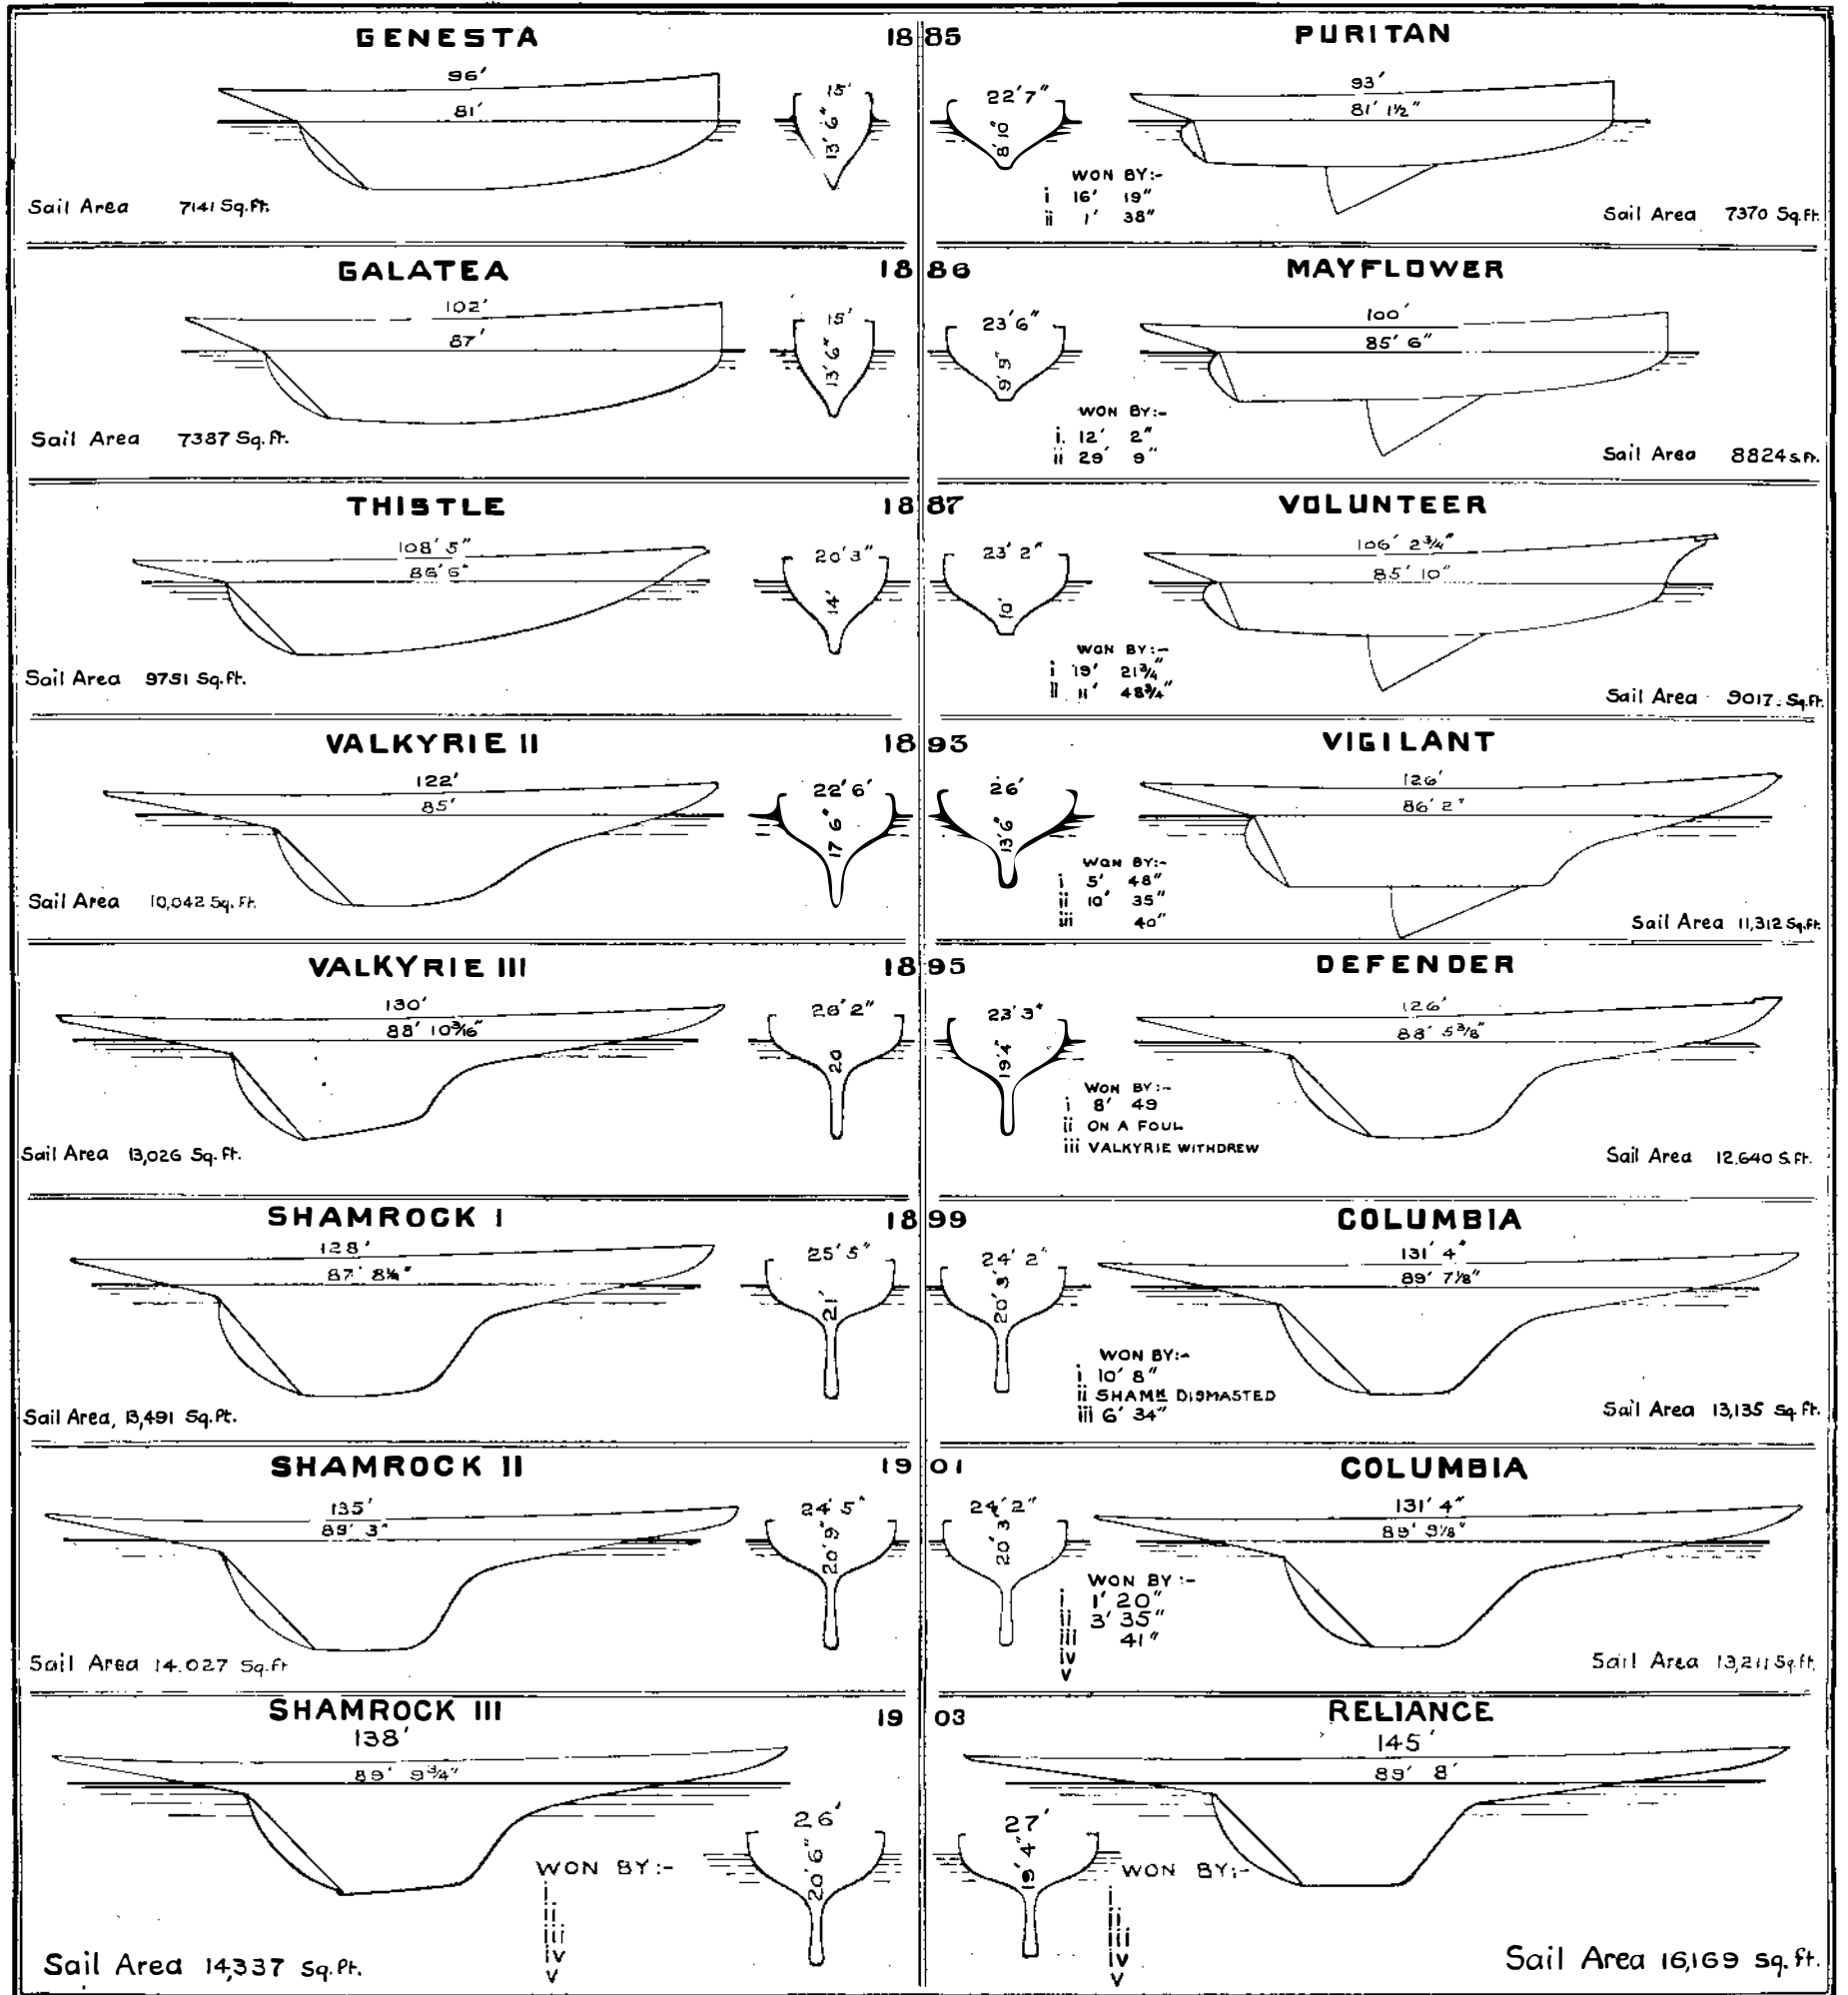 GENESTA
18 85
PURITAN
96'
81'
15'
13' 6"
22' 7"
8' 10"
93'
81' 1½"
WON BY:-
i 16' 19"
ii 1' 38"
Sail Area 7141 Sq.ft.
Sail Area 7370 Sq.ft.
GALATEA
18 86
MAYFLOWER
102'
87'
15'
13' 6"
23' 6"
9' 9"
100'
85' 6"
WON BY:-
i. 12' 2"
ii 29' 9"
Sail Area 7387 Sq.ft.
Sail Area 8824 s.ft.
THISTLE
18 87
VOLUNTEER
108' 5"
86' 6"
20' 3"
14'
23' 2"
10'
106' 2¾"
85' 10"
WON BY:-
i 19' 21¾"
ii 11' 48¾"
Sail Area 9751 Sq.ft.
Sail Area 9017. Sq.ft.
VALKYRIE II
18 93
VIGILANT
122'
85'
22' 6'
17 6"
26'
13' 6"
126'
86' 2"
WON BY:-
i 5' 48"
ii 10' 35"
iii 40"
Sail Area 10,042 Sq. Ft.
Sail Area 11,312 Sq.ft.
VALKYRIE III
18 95
DEFENDER
130'
88' 10 3/16"
26' 2"
20
23' 3"
19' 4"
126'
88' 5⅜"
WON BY:-
i 8' 49
ii ON A FOUL
iii VALKYRIE WITHDREW
Sail Area 13,026 Sq. ft.
Sail Area 12,640 S.ft.
SHAMROCK I
18 99
COLUMBIA
128'
87' 8¼"
25' 5"
21'
24' 2"
20' 3"
131' 4"
89' 7⅛"
WON BY:-
i 10' 8"
ii SHAMK DISMASTED
iii 6' 34"
Sail Area, 13,491 Sq.Ft.
Sail Area 13,135 sq. ft.
SHAMROCK II
19 01
COLUMBIA
135'
89' 3"
24' 5"
20' 9"
24' 2"
20' 3"
131' 4"
89' 9⅛"
WON BY:-
i 1' 20"
ii 3' 35"
iii 41"
iv
v
Sail Area 14.027 Sq.ft
Sail Area 13,211 Sq.ft.
SHAMROCK III
19 03
RELIANCE
138'
89' 9¾"
26'
20' 6"
27'
19' 4"
145'
89' 8'
WON BY:-
i
ii
iii
iv
v
WON BY:-
i
ii
iii
iv
v
Sail Area 14,337 Sq. Ft.
Sail Area 16,169 sq. ft.